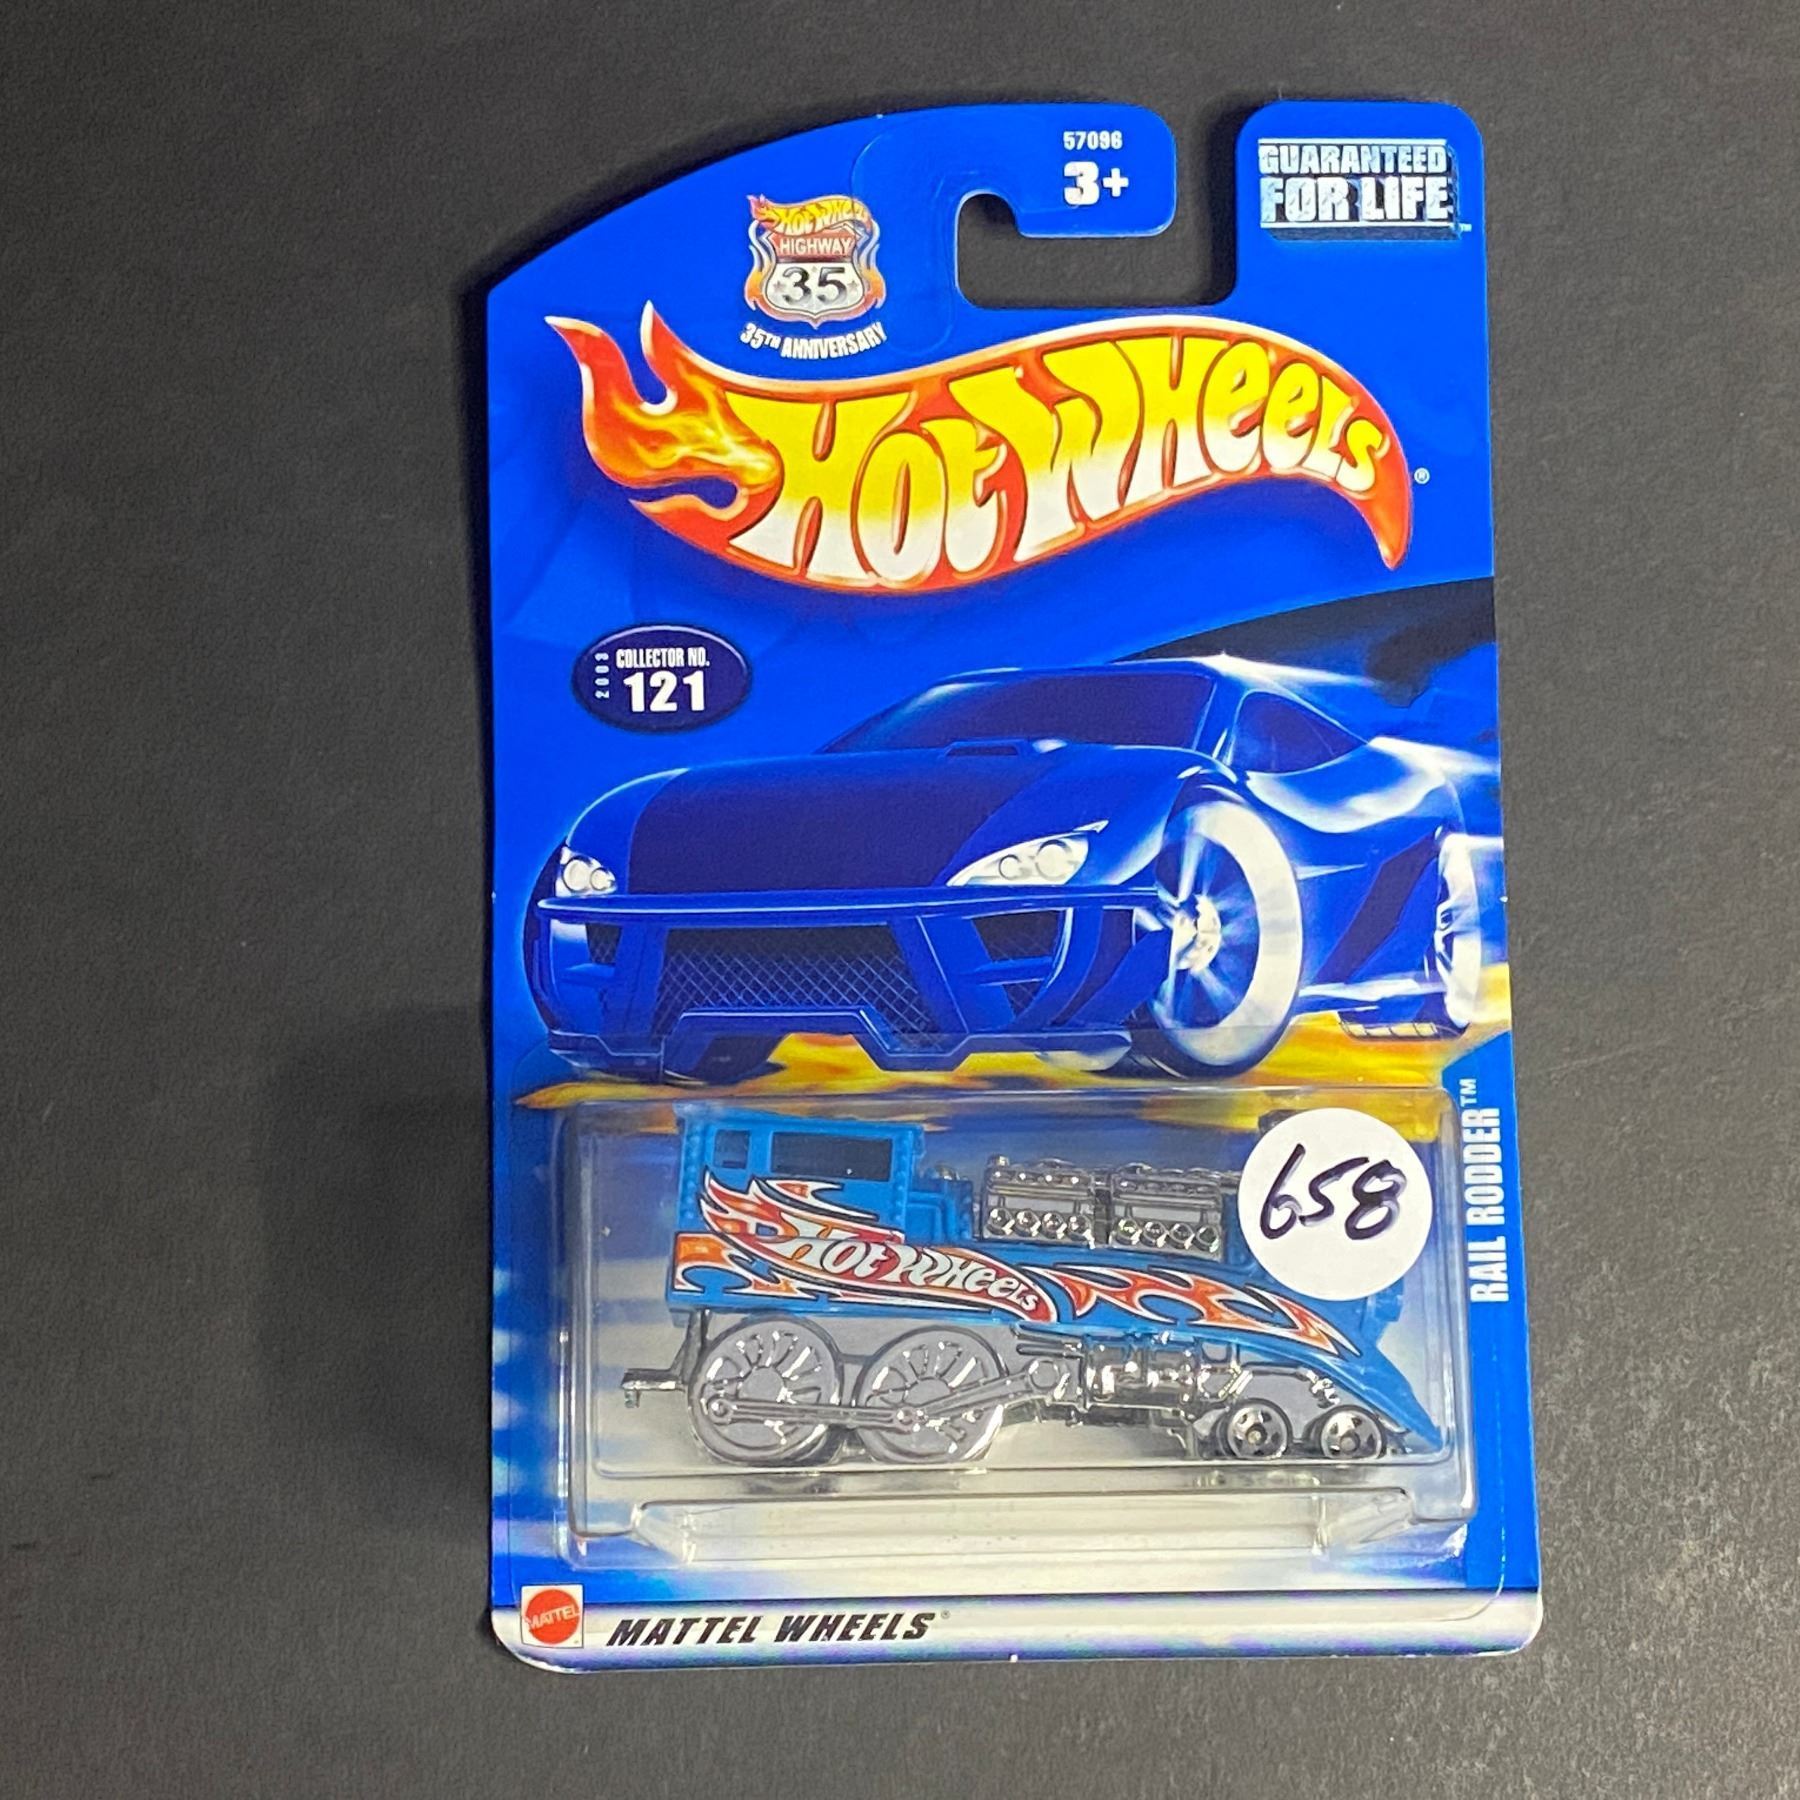 57096
3+
GUARANTEED
FOR LIFE™
HOT WHEELS
HIGHWAY
35
35TH ANNIVERSARY
HOT WHEELS®
2003
COLLECTOR NO.
121
RAIL RODDER™
658
HOT WHEELS
MATTEL
MATTEL WHEELS®